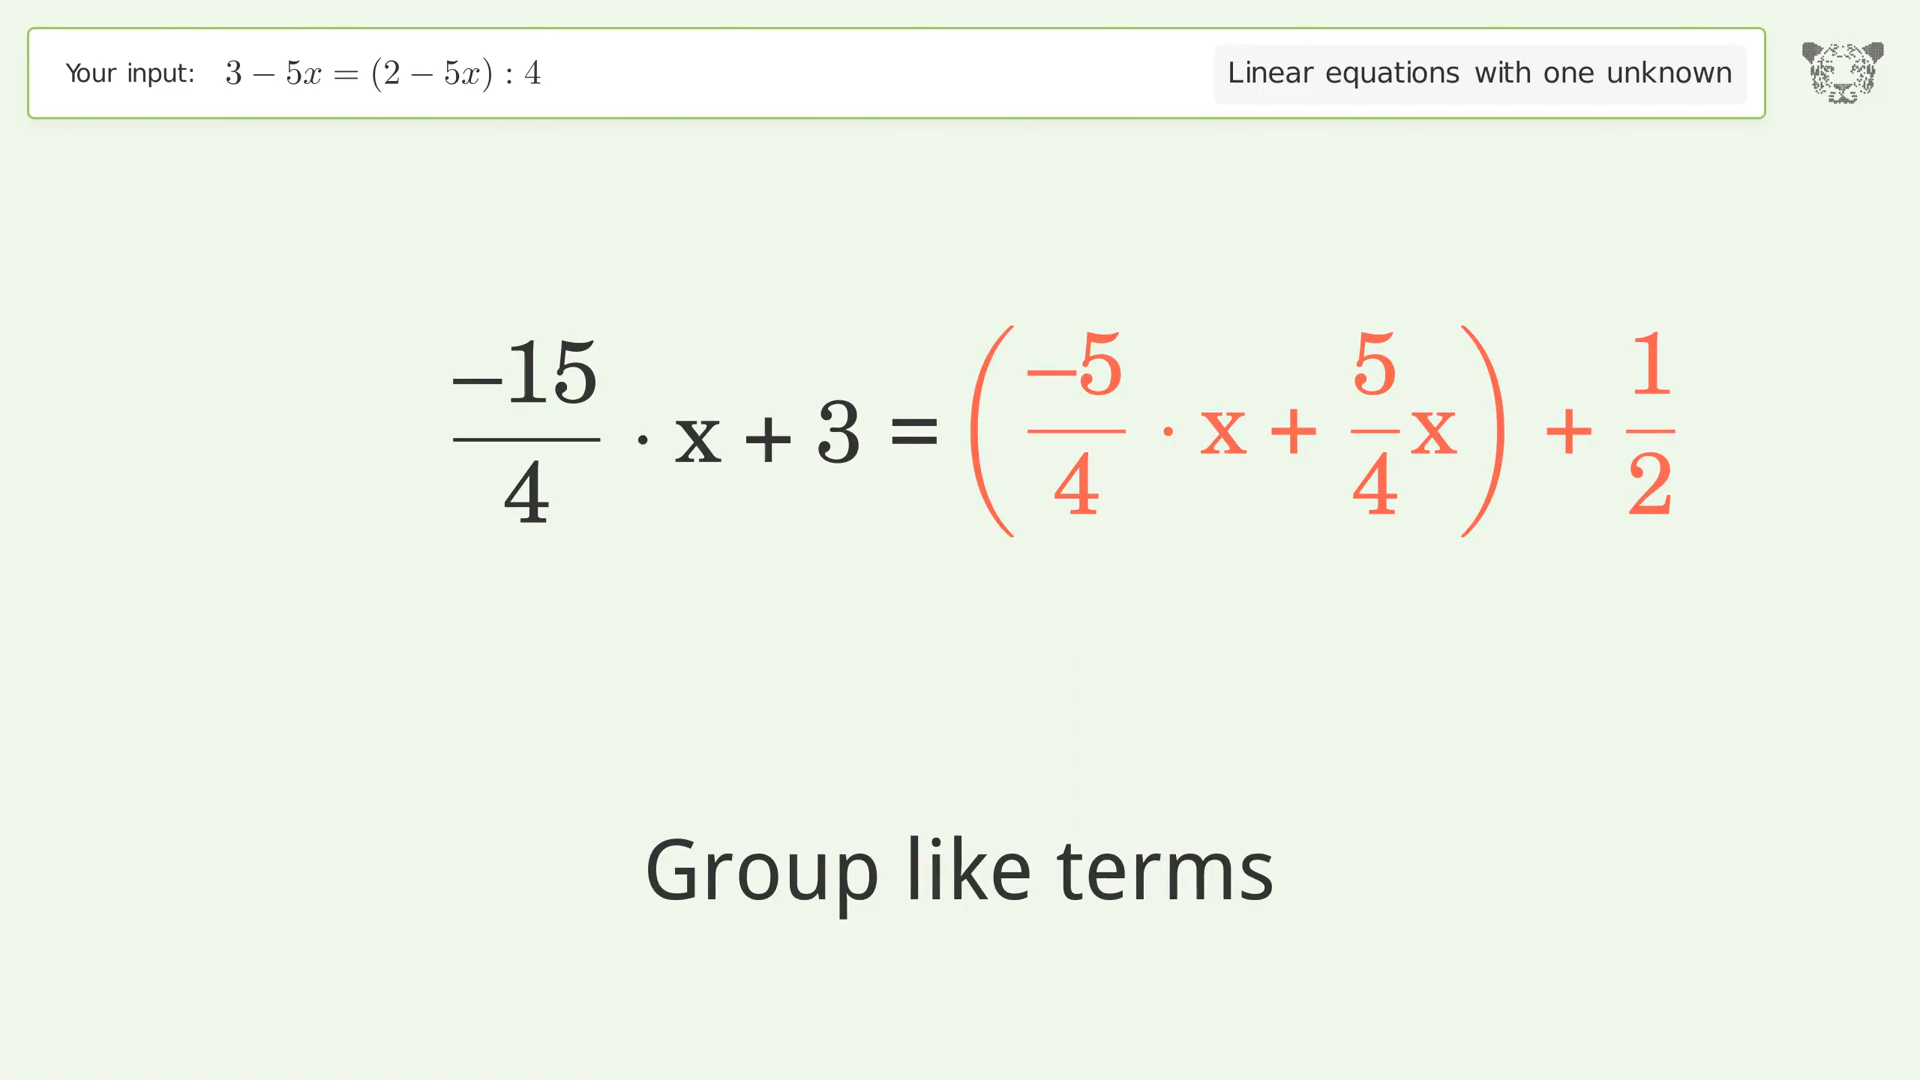 Your input: 3 − 5x = (2 − 5x) : 4
Linear equations with one unknown
−15/4 · x + 3 = (−5/4 · x + 5/4 x) + 1/2
Group like terms